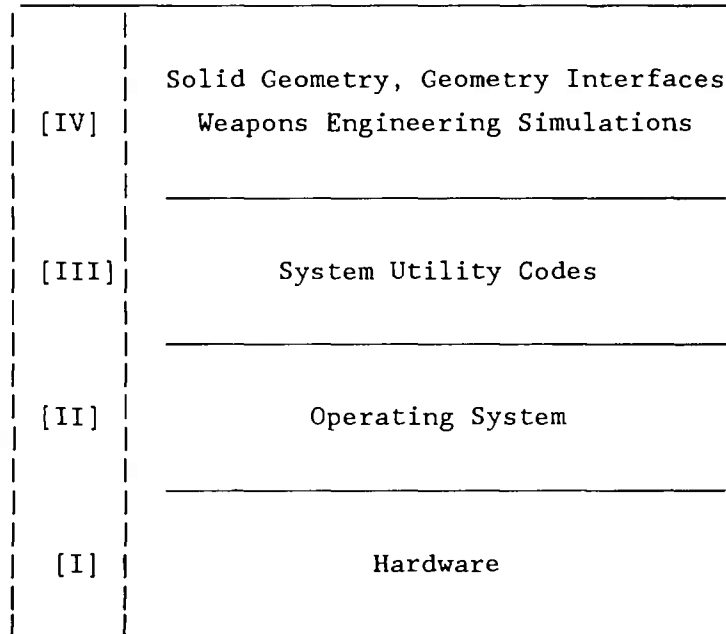 Solid Geometry, Geometry Interfaces
[IV] Weapons Engineering Simulations
[III] System Utility Codes
[II] Operating System
[I] Hardware